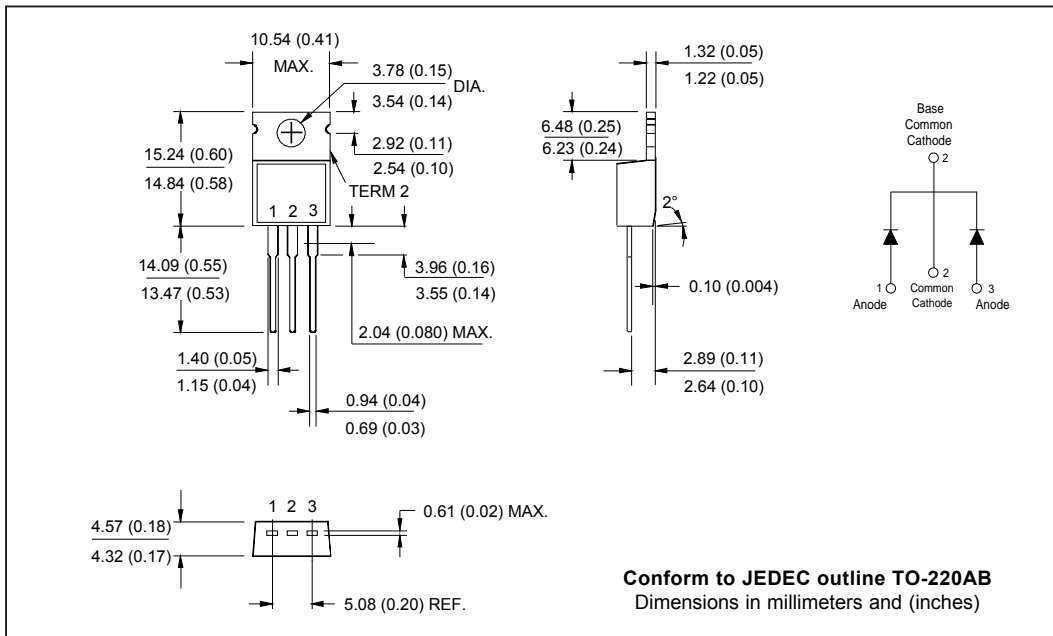 10.54 (0.41)
MAX.
3.78 (0.15)
3.54 (0.14)
DIA.
15.24 (0.60)
14.84 (0.58)
2.92 (0.11)
2.54 (0.10)
TERM 2
1 2 3
14.09 (0.55)
13.47 (0.53)
3.96 (0.16)
3.55 (0.14)
2.04 (0.080) MAX.
1.40 (0.05)
1.15 (0.04)
0.94 (0.04)
0.69 (0.03)
1.32 (0.05)
1.22 (0.05)
6.48 (0.25)
6.23 (0.24)
2°
0.10 (0.004)
2.89 (0.11)
2.64 (0.10)
Base
Common
Cathode
2
2
1
Anode
Common
Cathode
3
Anode
1 2 3
4.57 (0.18)
4.32 (0.17)
0.61 (0.02) MAX.
5.08 (0.20) REF.
Conform to JEDEC outline TO-220AB
Dimensions in millimeters and (inches)